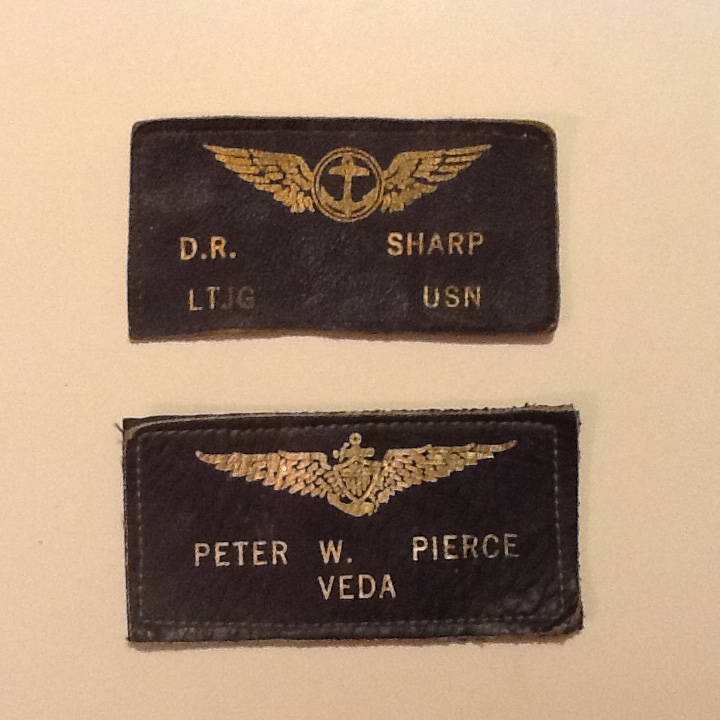 D.R. SHARP
LTJG USN
PETER W. PIERCE
VEDA